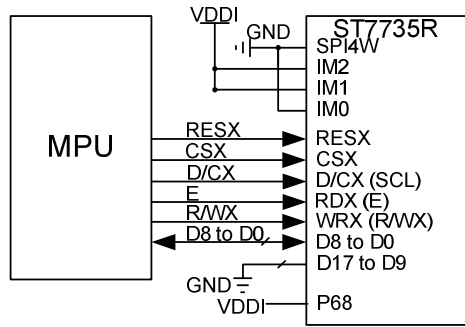 VDDI
GND
ST7735R
SPI4W
IM2
IM1
IM0
MPU
RESX
CSX
D/CX
E
R/WX
D8 to D0
RESX
CSX
D/CX (SCL)
RDX (E)
WRX (R/WX)
D8 to D0
D17 to D9
GND
VDDI
P68